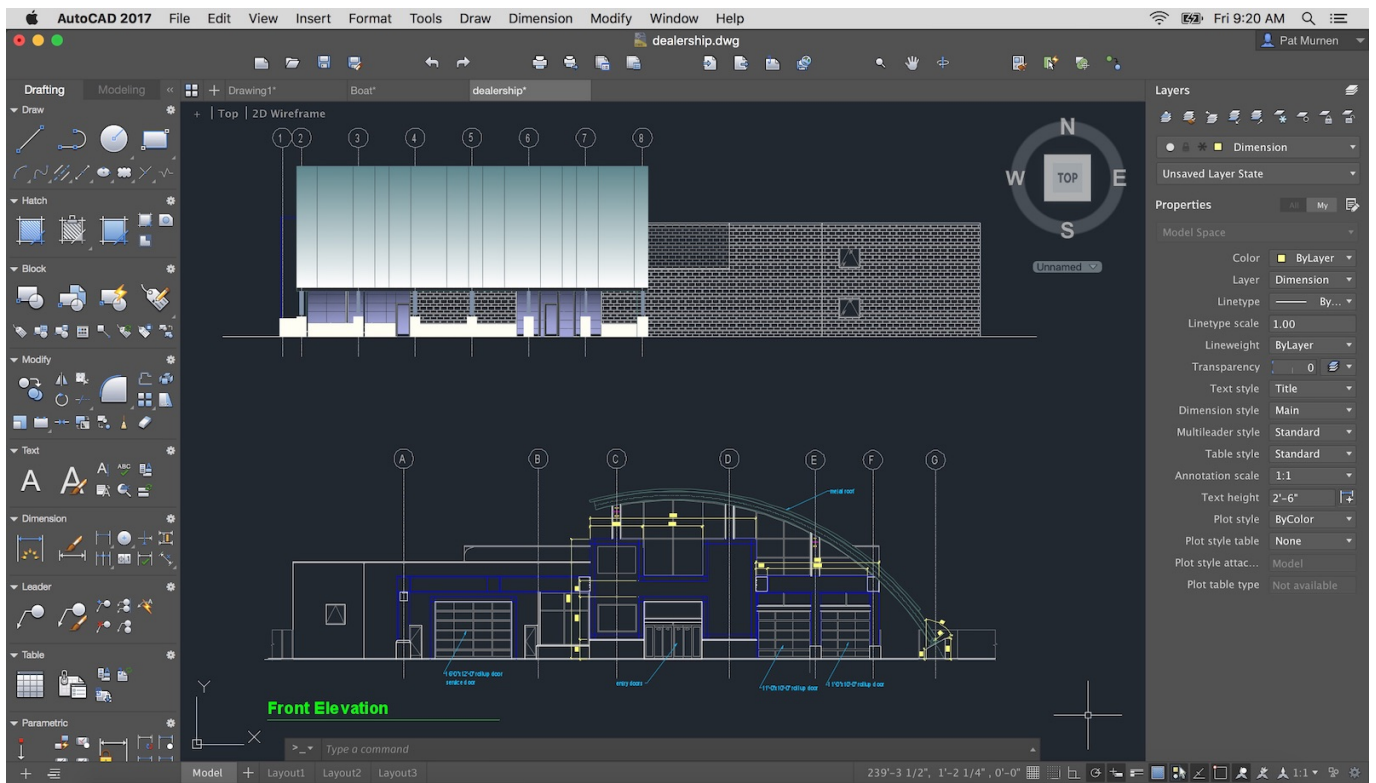 AutoCAD 2017 File Edit View Insert Format Tools Draw Dimension Modify Window Help Fri 9:20 AM
dealership.dwg
Pat Murnen
Drafting Modeling « + Drawing1* Boat* dealership*
Draw
Hatch
Block
Modify
Text
A A A ABC
Dimension
Leader
Table
Parametric
+ | Top | 2D Wireframe
1 2 3 4 5 6 7 8
N
W TOP E
S
Unnamed
A B C D E F G
metal roof
service door
entry doors
Front Elevation
Y
X
>_ Type a command
Model + Layout1 Layout2 Layout3
239'-3 1/2", 1'-2 1/4", 0'-0"
1:1
Layers
Dimension
Unsaved Layer State
Properties All My
Model Space
Color ByLayer
Layer Dimension
Linetype By...
Linetype scale 1.00
Lineweight ByLayer
Transparency 0
Text style Title
Dimension style Main
Multileader style Standard
Table style Standard
Annotation scale 1:1
Text height 2'-6"
Plot style ByColor
Plot style table None
Plot style attac... Model
Plot table type Not available